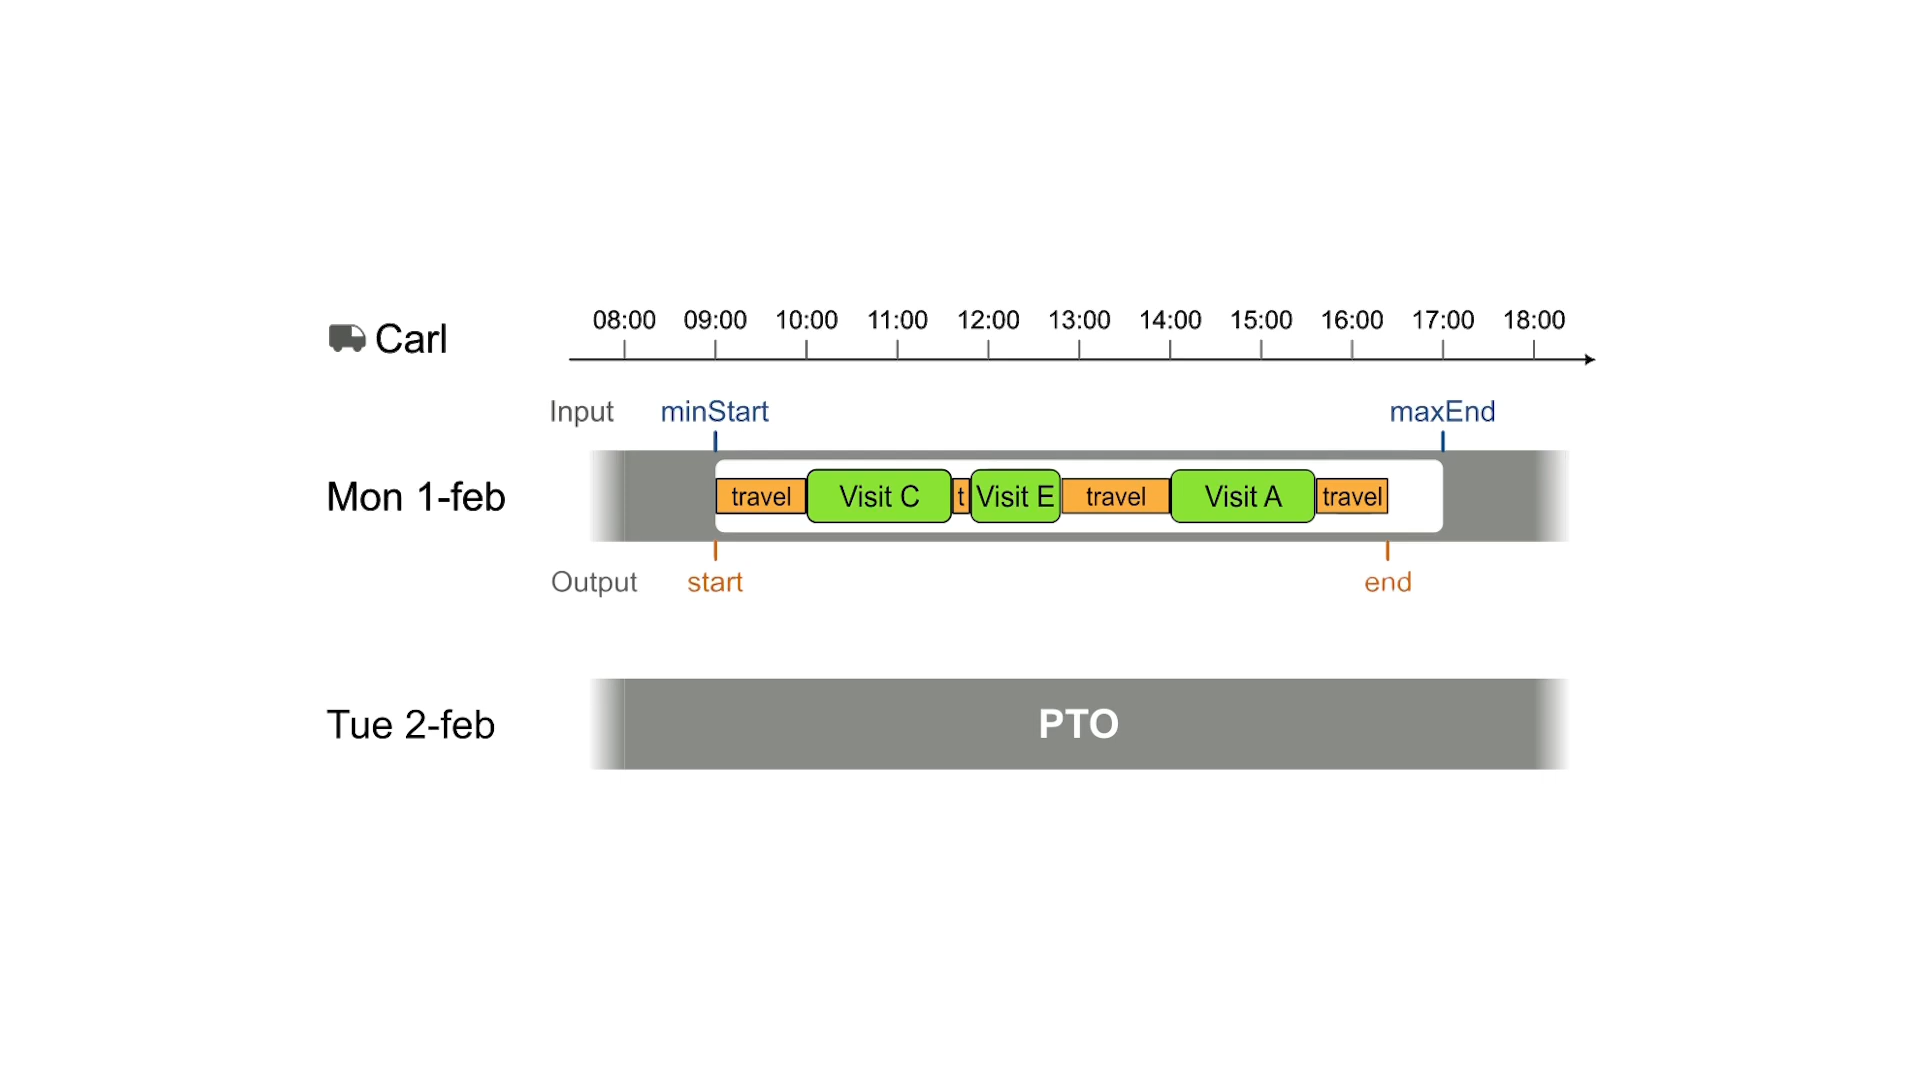 Carl
08:00 09:00 10:00 11:00 12:00 13:00 14:00 15:00 16:00 17:00 18:00
Input minStart maxEnd
Mon 1-feb travel Visit C t Visit E travel Visit A travel
Output start end
Tue 2-feb PTO